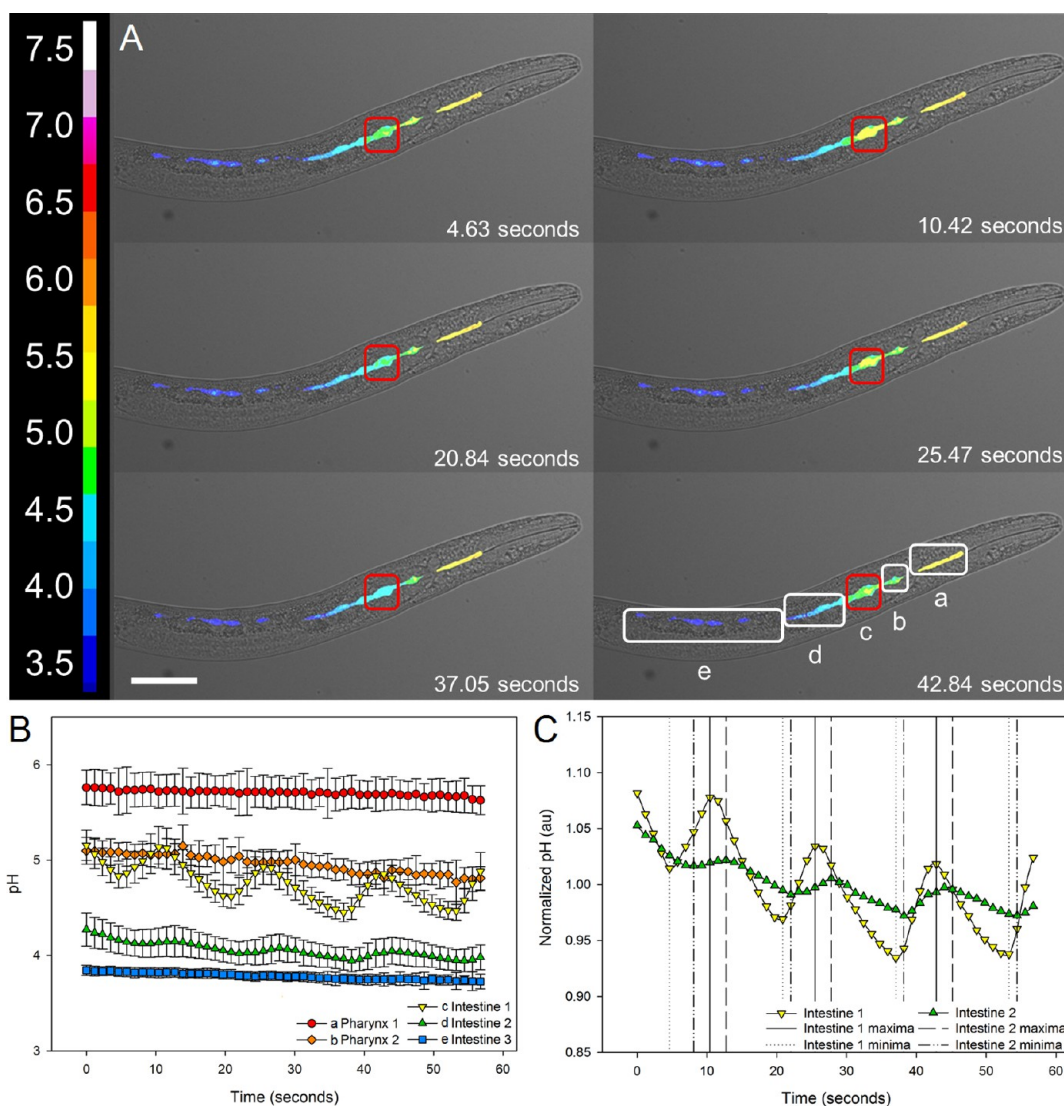 A
7.5
7.0
6.5
6.0
5.5
5.0
4.5
4.0
3.5
4.63 seconds
10.42 seconds
20.84 seconds
25.47 seconds
37.05 seconds
a
b
c
d
e
42.84 seconds
B
pH
6
5
4
3
a Pharynx 1
b Pharynx 2
c Intestine 1
d Intestine 2
e Intestine 3
0 10 20 30 40 50 60
Time (seconds)
C
Normalized pH (au)
1.15
1.10
1.05
1.00
0.95
0.90
0.85
Intestine 1
Intestine 1 maxima
Intestine 1 minima
Intestine 2
Intestine 2 maxima
Intestine 2 minima
0 10 20 30 40 50 60
Time (seconds)